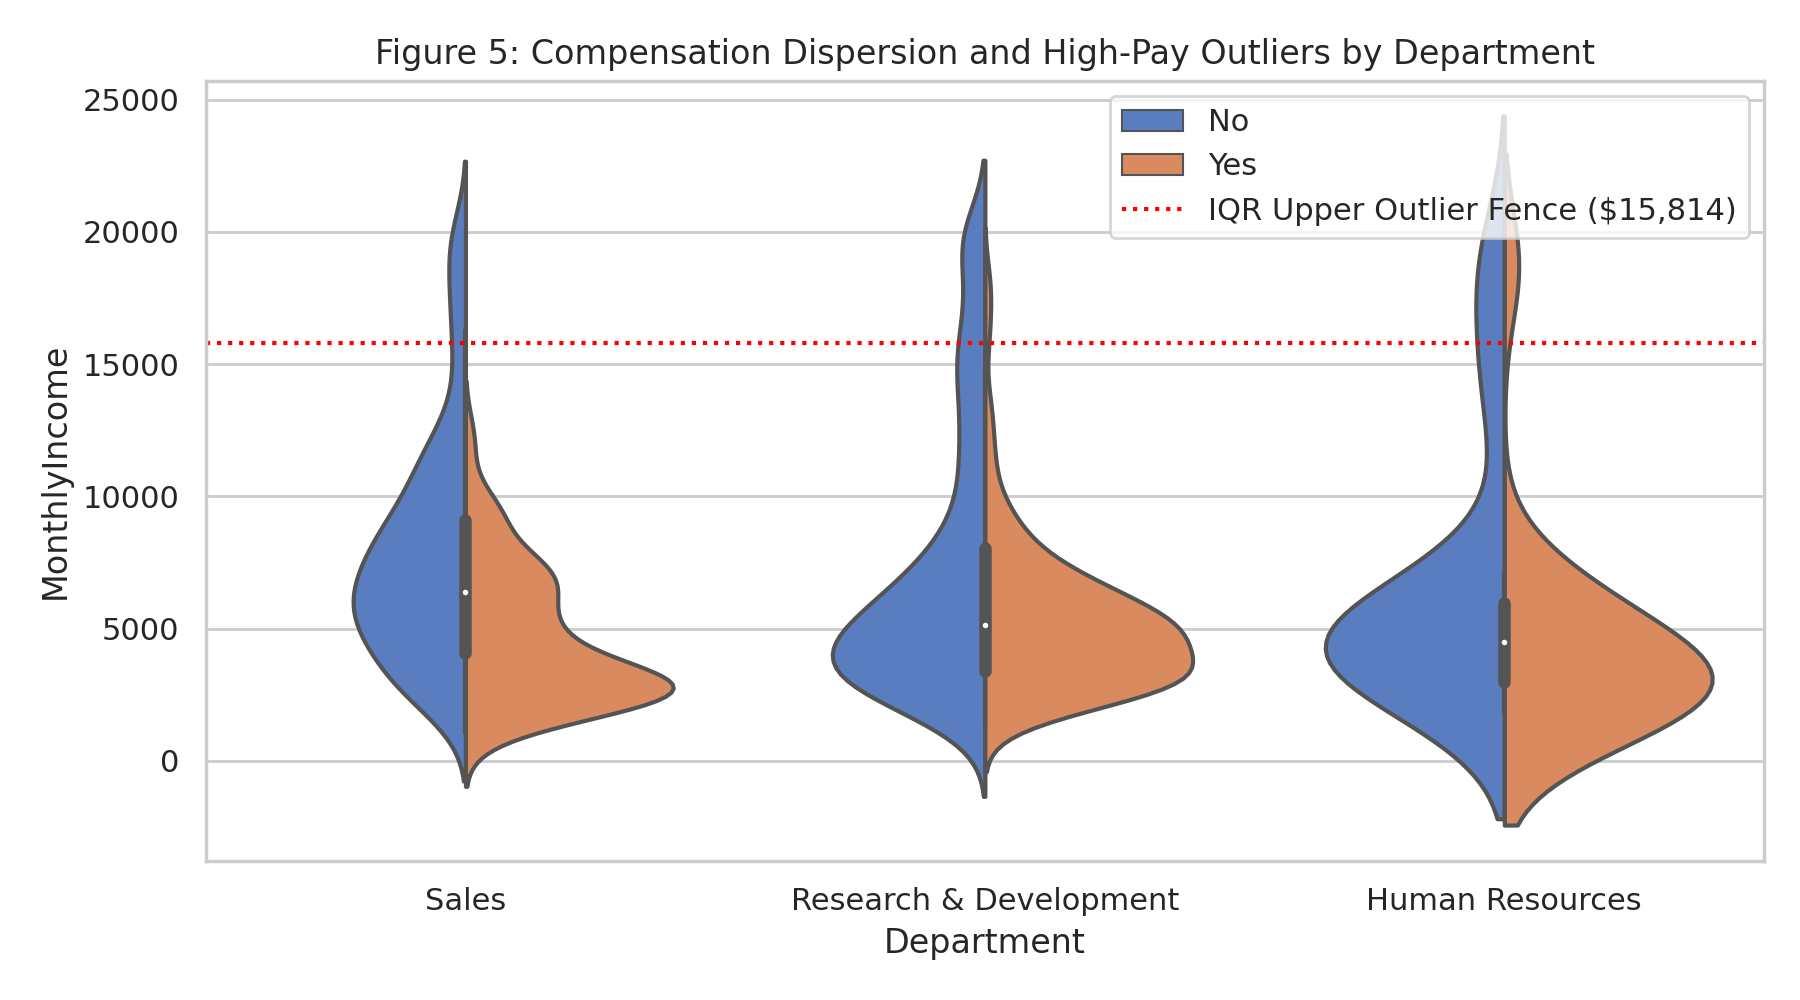 Figure 5: Compensation Dispersion and High-Pay Outliers by Department
No
Yes
IQR Upper Outlier Fence ($15,814)
MonthlyIncome
25000
20000
15000
10000
5000
0
Sales
Research & Development
Human Resources
Department